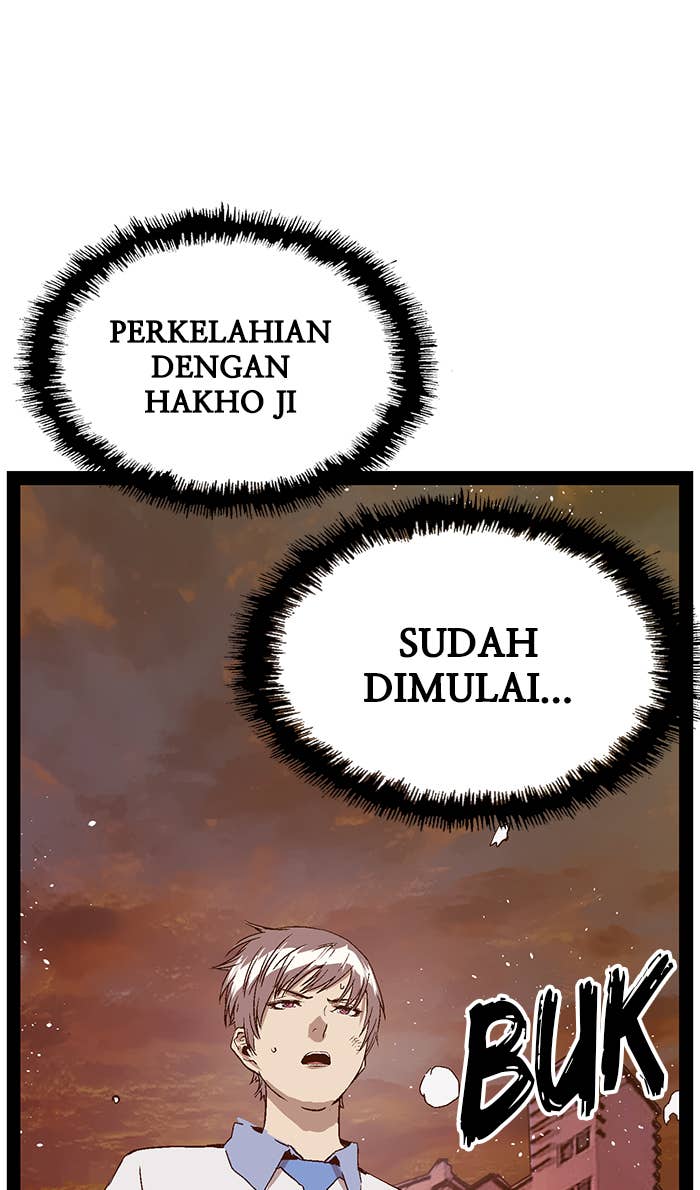 PERKELAHIAN
DENGAN
HAKHO JI
SUDAH
DIMULAI...
BUK